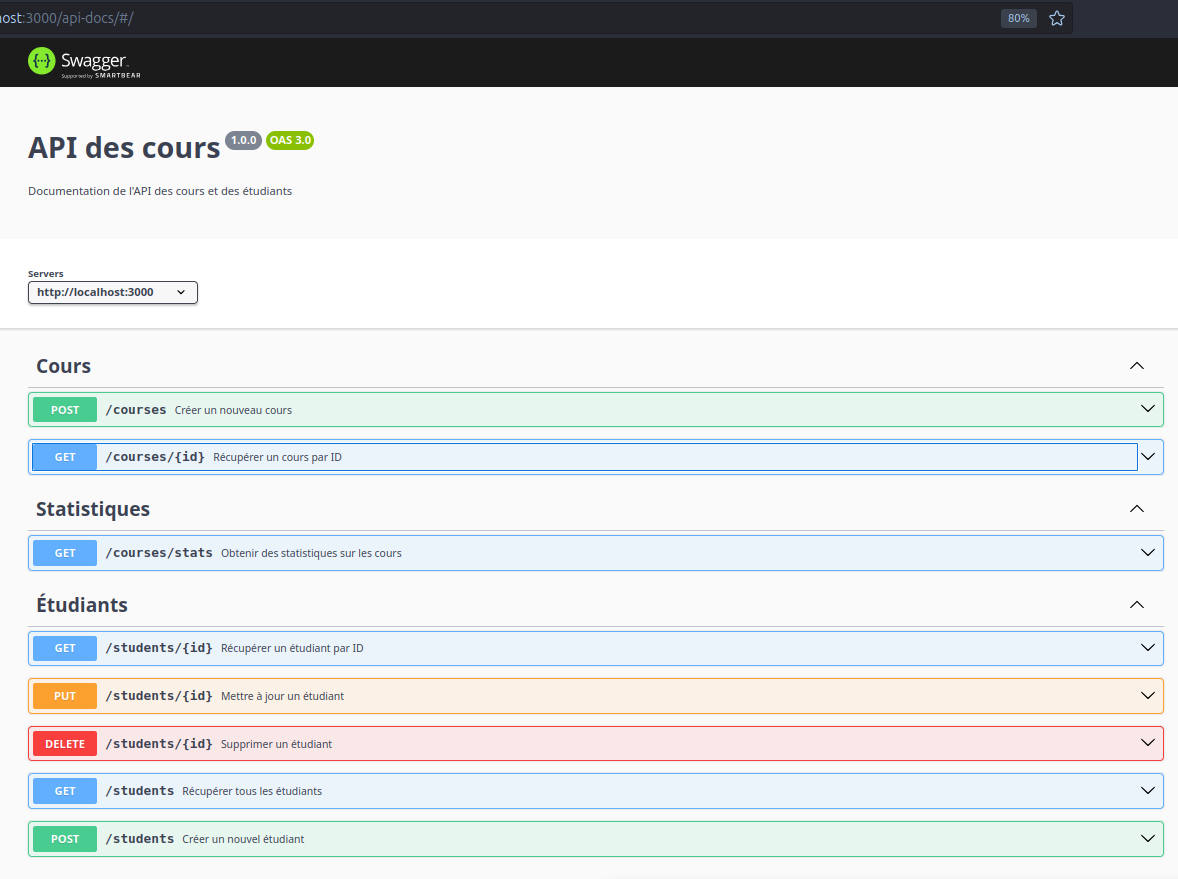 ost:3000/api-docs/#/ 80%
{··} Swagger.
Supported by SMARTBEAR
API des cours 1.0.0 OAS 3.0
Documentation de l'API des cours et des étudiants
Servers
http://localhost:3000
Cours
POST /courses Créer un nouveau cours
GET /courses/{id} Récupérer un cours par ID
Statistiques
GET /courses/stats Obtenir des statistiques sur les cours
Étudiants
GET /students/{id} Récupérer un étudiant par ID
PUT /students/{id} Mettre à jour un étudiant
DELETE /students/{id} Supprimer un étudiant
GET /students Récupérer tous les étudiants
POST /students Créer un nouvel étudiant